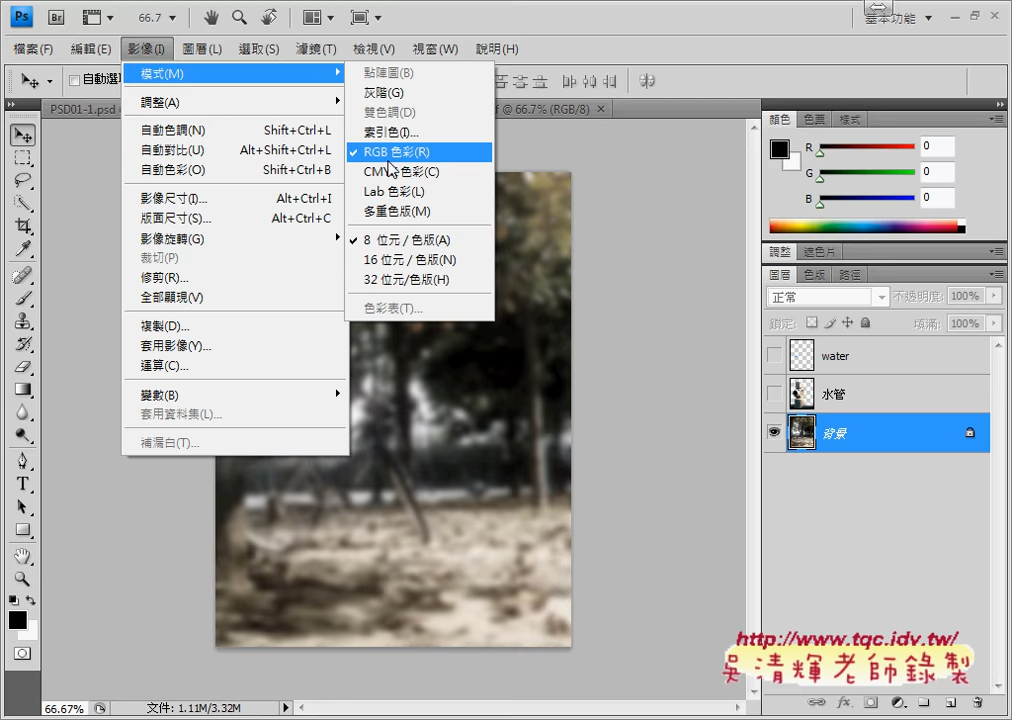 Ps Br 66.7 基本功能
檔案(F) 編輯(E) 影像(I) 圖層(L) 選取(S) 濾鏡(T) 檢視(V) 視窗(W) 說明(H)
自動選
PSD01-1.psd @ 66.7% (RGB/8)
模式(M)
調整(A)
自動色調(N) Shift+Ctrl+L
自動對比(U) Alt+Shift+Ctrl+L
自動色彩(O) Shift+Ctrl+B
影像尺寸(I)... Alt+Ctrl+I
版面尺寸(S)... Alt+Ctrl+C
影像旋轉(G)
裁切(P)
修剪(R)...
全部顯現(V)
複製(D)...
套用影像(Y)...
運算(C)...
變數(B)
套用資料集(L)...
補漏白(T)...
點陣圖(B)
灰階(G)
雙色調(D)
索引色(I)...
RGB 色彩(R)
色彩(C)
Lab 色彩(L)
多重色版(M)
8 位元 / 色版(A)
16 位元 / 色版(N)
32 位元/色版(H)
色彩表(T)...
顏色 色票 樣式
R 0
G 0
B 0
調整 遮色片
圖層 色版 路徑
正常 不透明度: 100%
鎖定: 填滿: 100%
water
水管
背景
http://www.tqc.idv.tw/
吳清輝老師錄製
66.67% 文件: 1.11M/3.32M